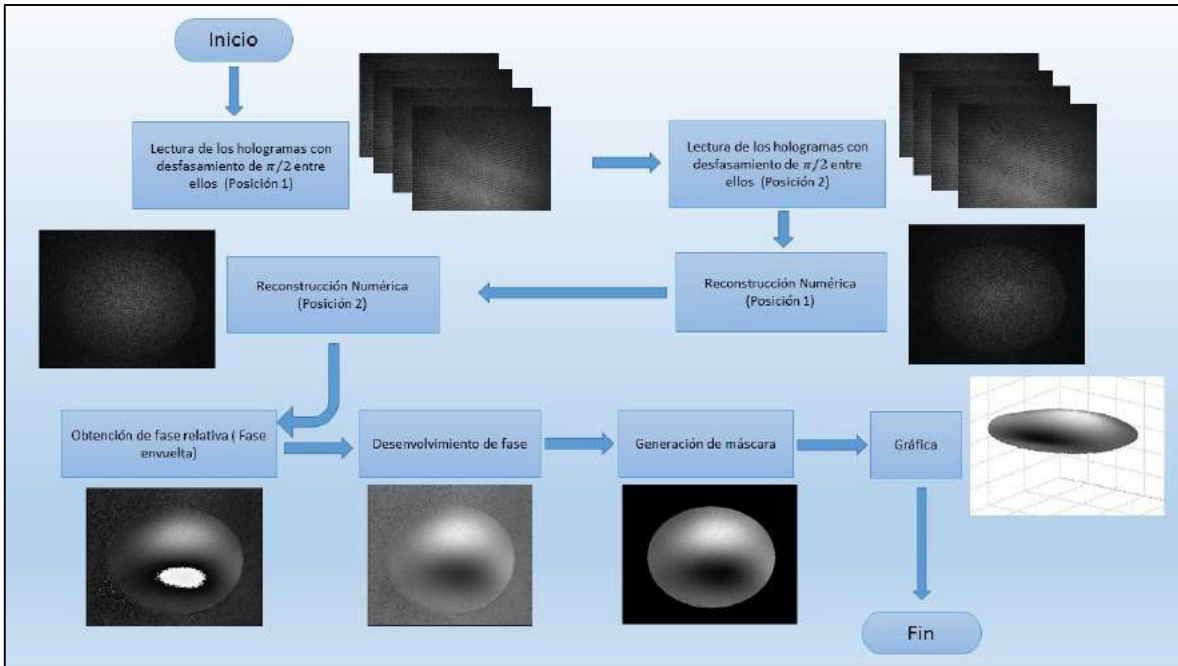 Inicio
Lectura de los hologramas con
desfasamiento de π/2 entre
ellos (Posición 1)
Lectura de los hologramas con
desfasamiento de π/2 entre
ellos (Posición 2)
Reconstrucción Numérica
(Posición 1)
Reconstrucción Numérica
(Posición 2)
Obtención de fase relativa ( Fase
envuelta)
Desenvolvimiento de fase
Generación de máscara
Gráfica
Fin